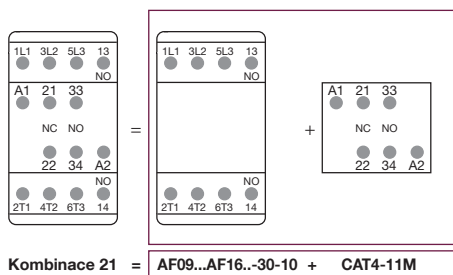 1L1 3L2 5L3 13
NO
A1 21 33
NC NO
22 34 A2
NO
2T1 4T2 6T3 14
=
1L1 3L2 5L3 13
NO
NO
2T1 4T2 6T3 14
+
A1 21 33
NC NO
22 34 A2
Kombinace 21 = AF09...AF16..-30-10 + CAT4-11M